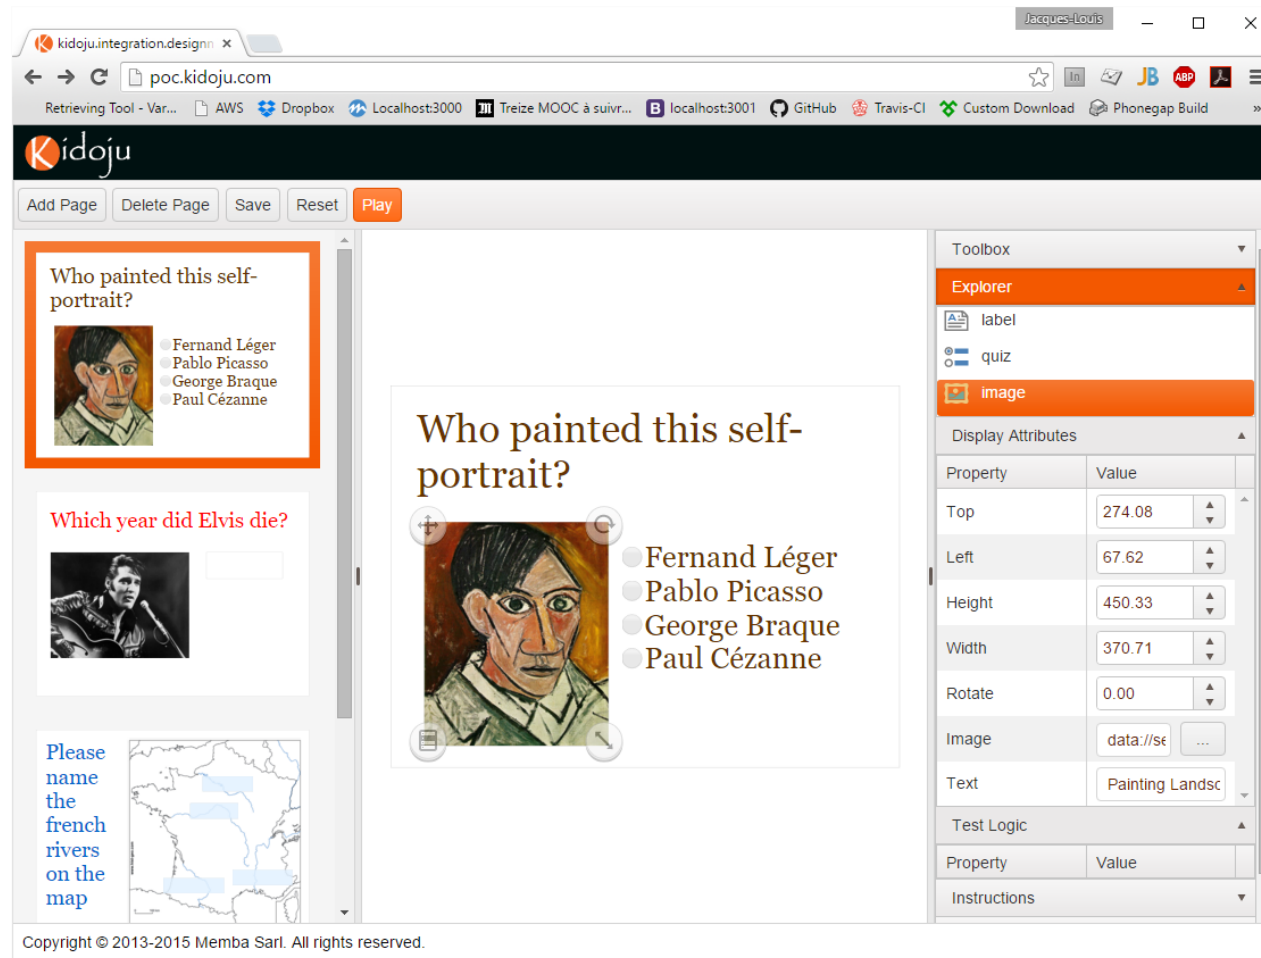 Jacques-Louis
kidoju.integration.designn
poc.kidoju.com
Retrieving Tool - Var...
AWS
Dropbox
Localhost:3000
Treize MOOC à suivr...
localhost:3001
GitHub
Travis-CI
Custom Download
Phonegap Build
»
Kidoju
Add Page
Delete Page
Save
Reset
Play
Who painted this self-
portrait?
Fernand Léger
Pablo Picasso
George Braque
Paul Cézanne
Which year did Elvis die?
Please
name
the
french
rivers
on the
map
Who painted this self-
portrait?
Fernand Léger
Pablo Picasso
George Braque
Paul Cézanne
Toolbox
Explorer
label
quiz
image
Display Attributes
Property Value
Top 274.08
Left 67.62
Height 450.33
Width 370.71
Rotate 0.00
Image data://se ...
Text Painting Landsc
Test Logic
Property Value
Instructions
Copyright © 2013-2015 Memba Sarl. All rights reserved.